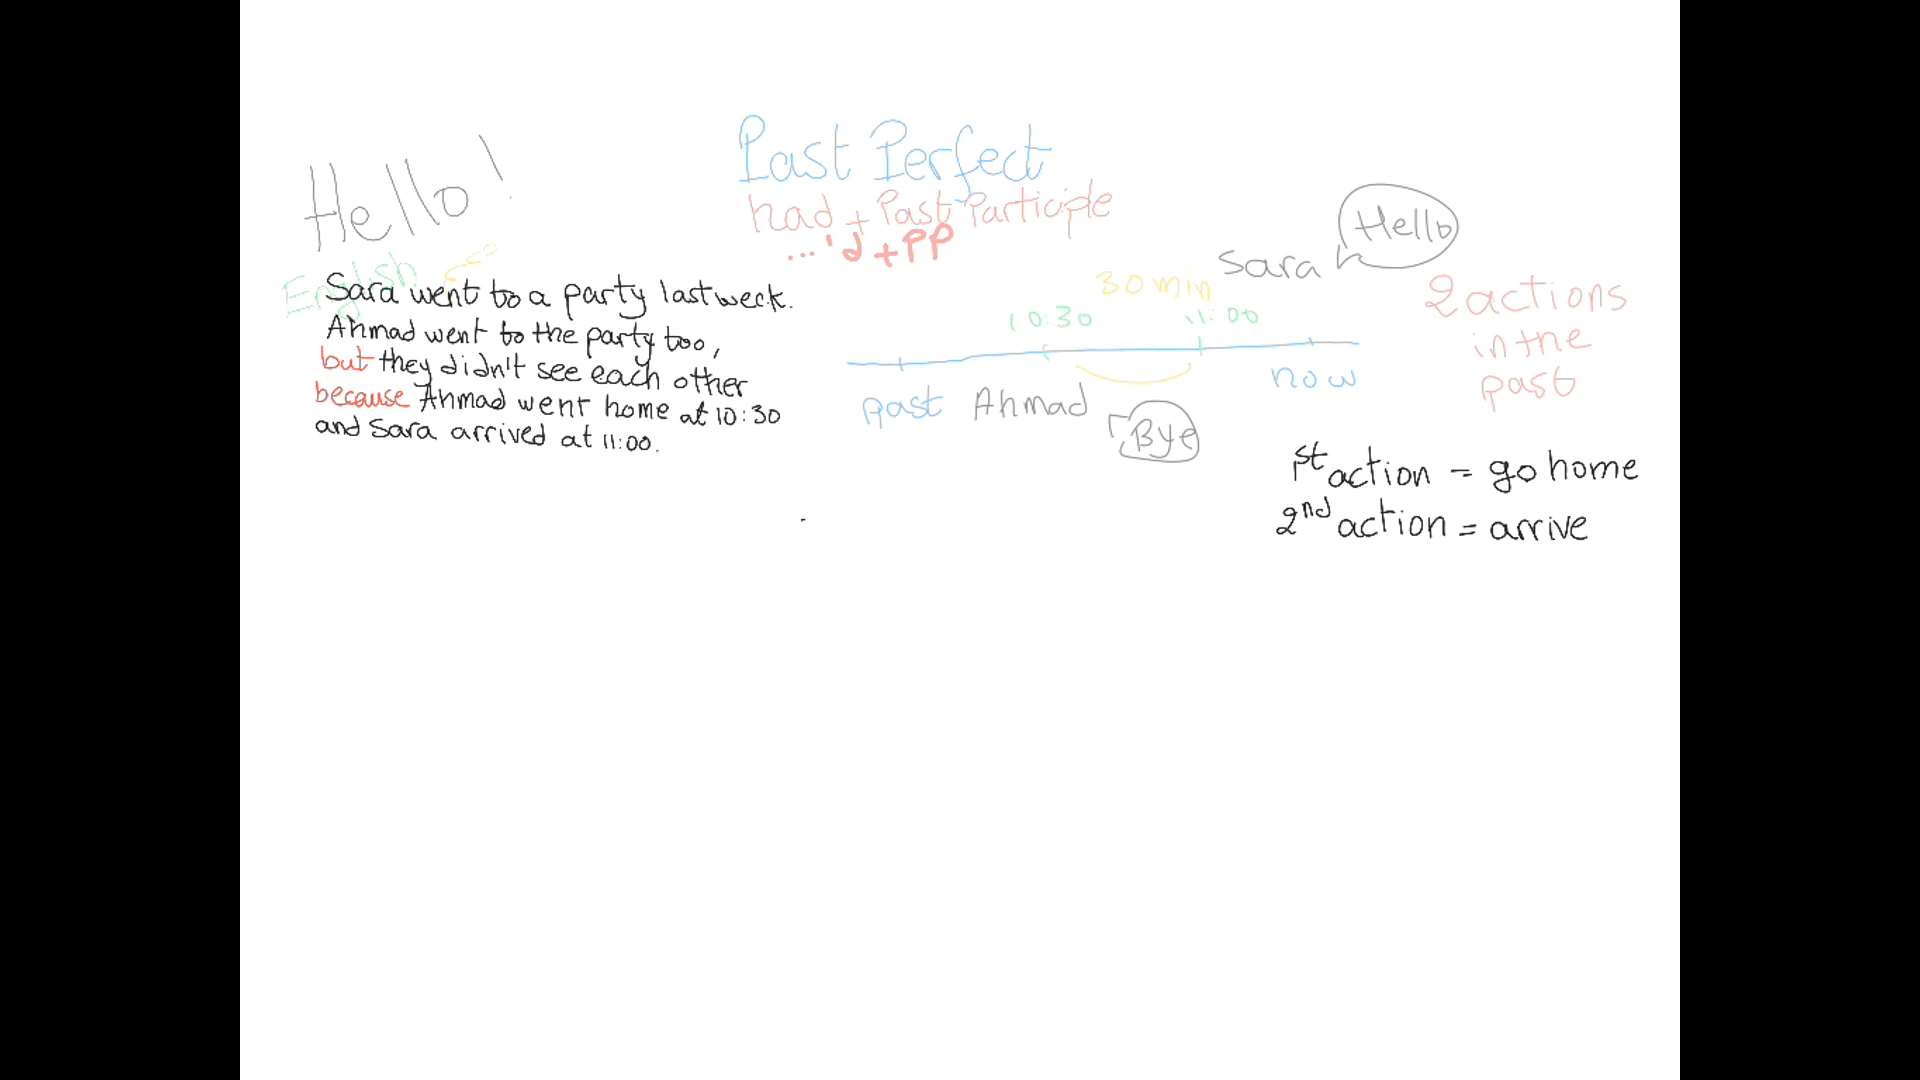 Hello!
English
Past Perfect
had + Past Participle
...'d + PP
Sara went to a party last week.
Ahmad went to the party too,
but they didn't see each other
because Ahmad went home at 10:30
and Sara arrived at 11:00.
Sara
Hello
30 min
10:30
11:00
past
Ahmad
Bye
now
2 actions
in the
past
1st action = go home
2nd action = arrive